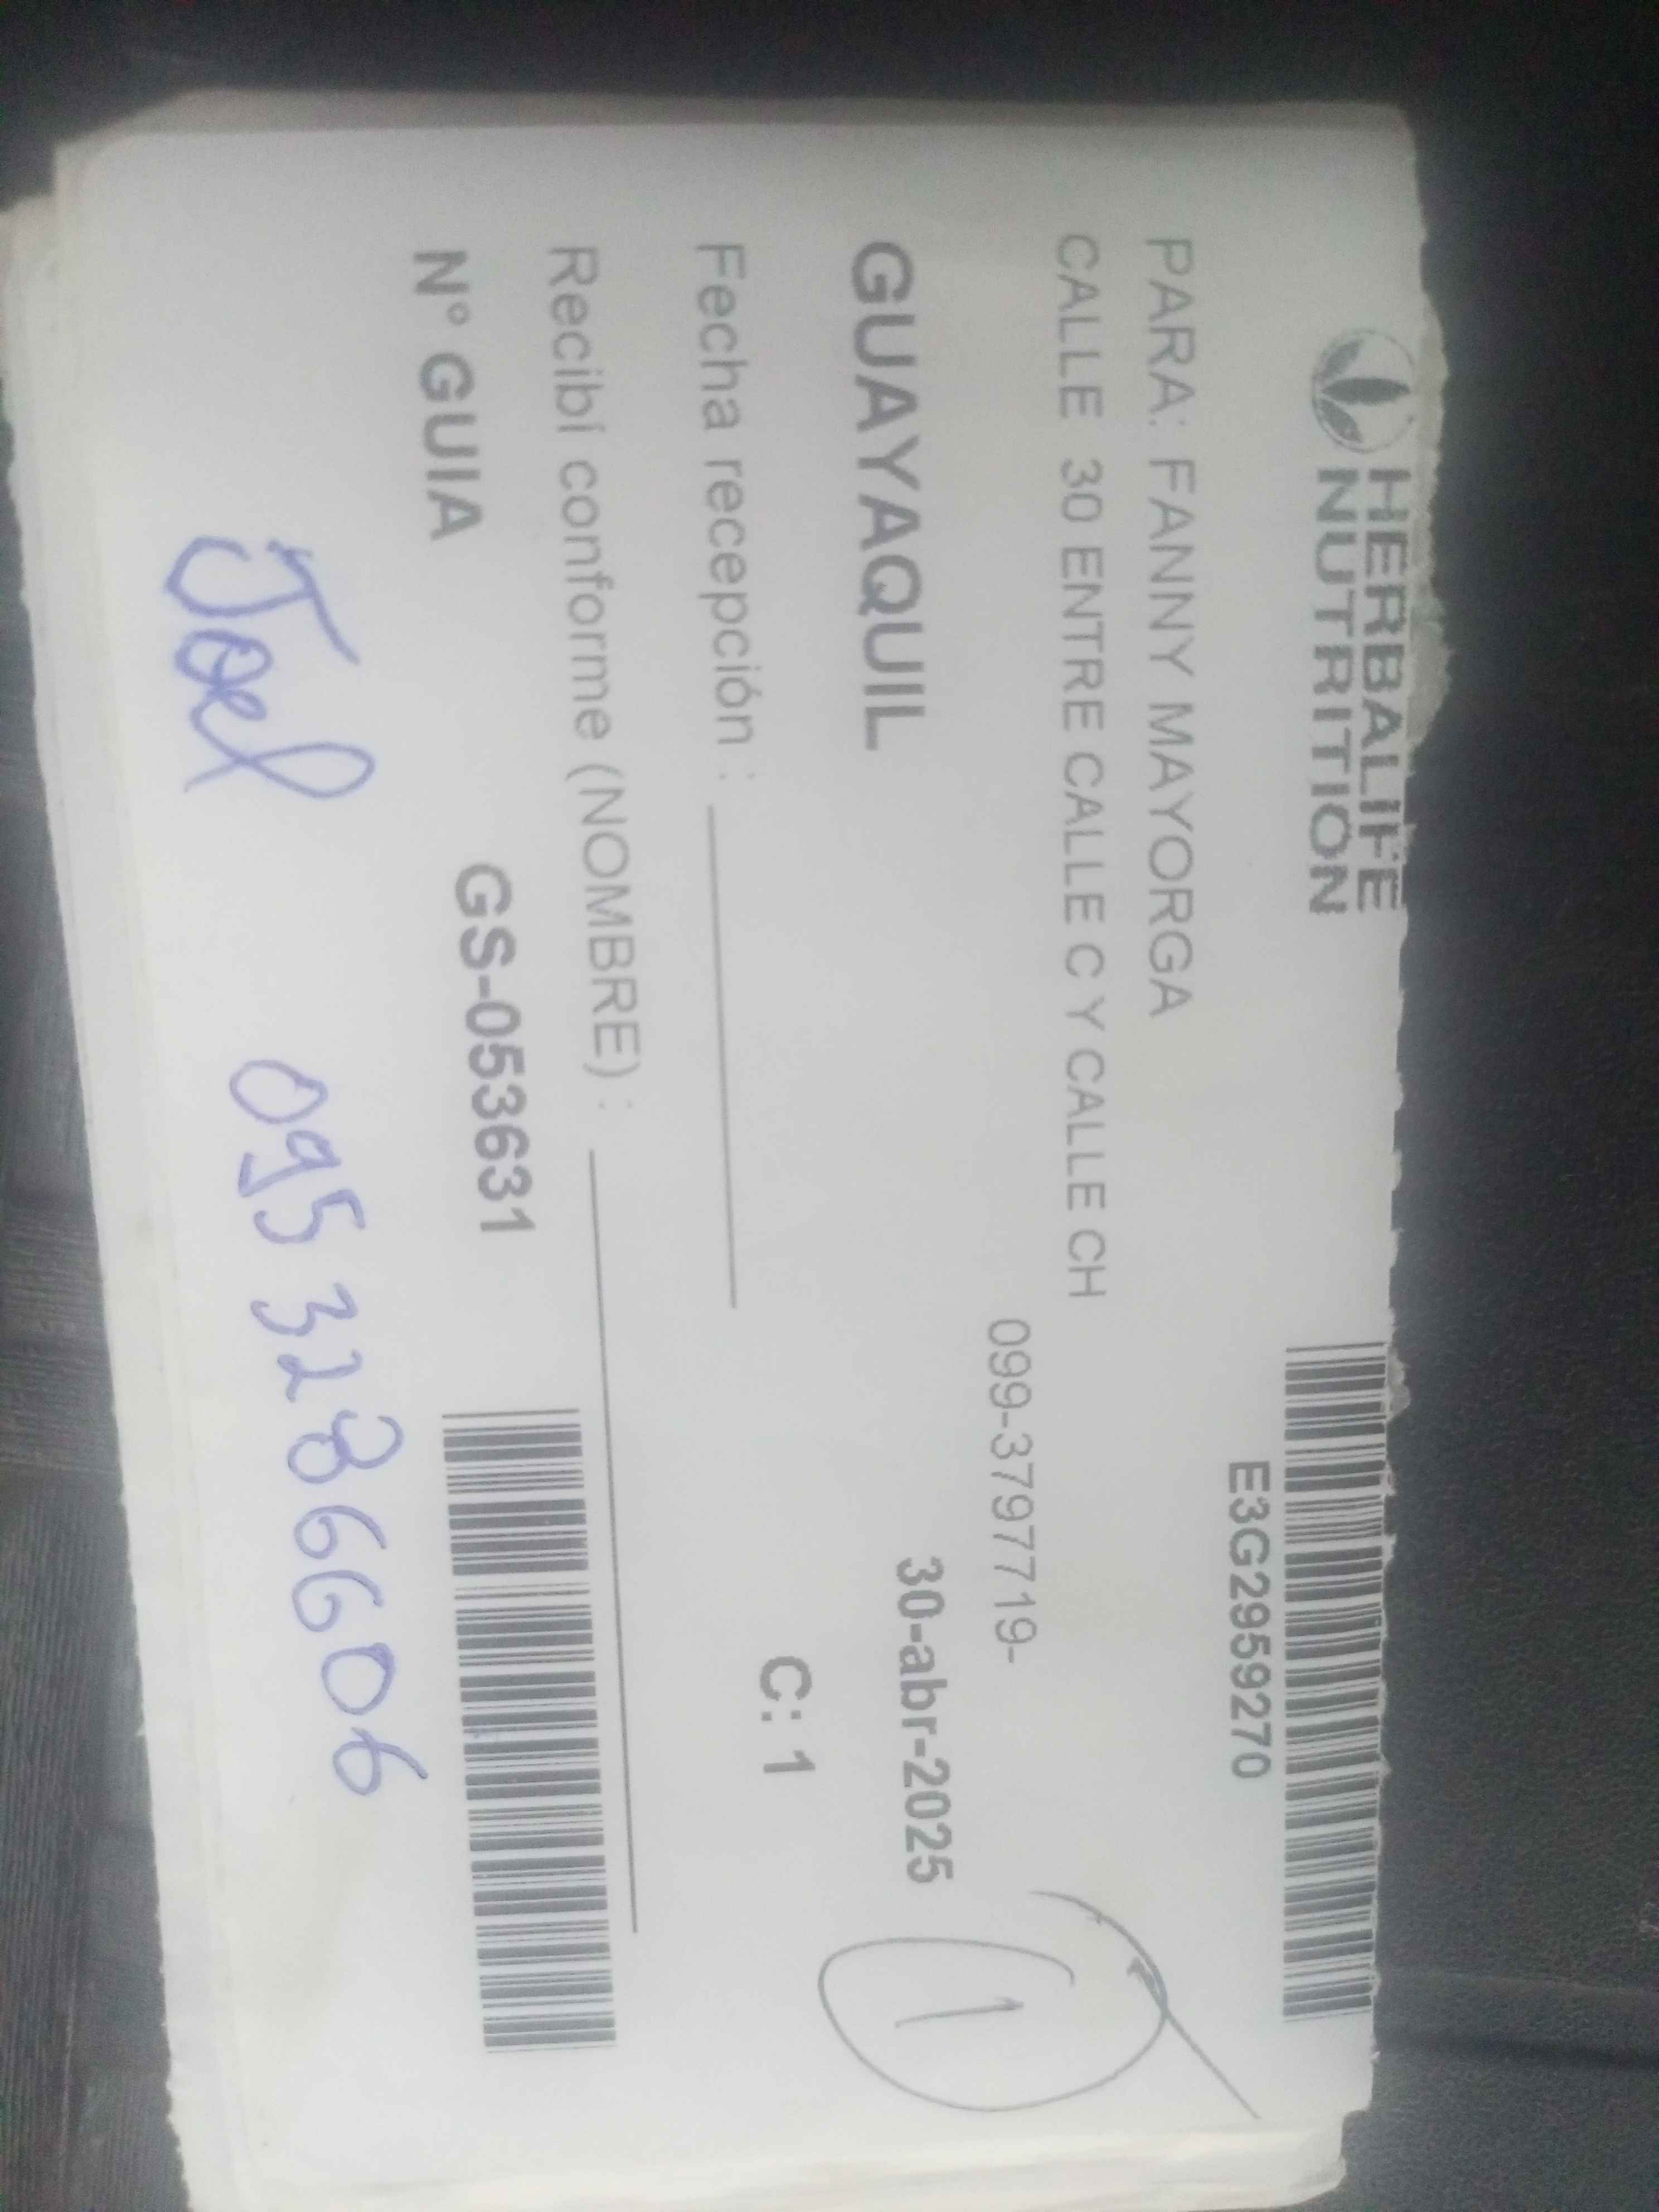 HERBALIFE
NUTRITION
E3G2959270
PARA: FANNY MAYORGA
CALLE 30 ENTRE CALLE C Y CALLE CH
099-3797719-
GUAYAQUIL
30-abr-2025
1
C: 1
Fecha recepción :
Recibí conforme (NOMBRE) :
N° GUIA GS-053631
Joel 0953286606